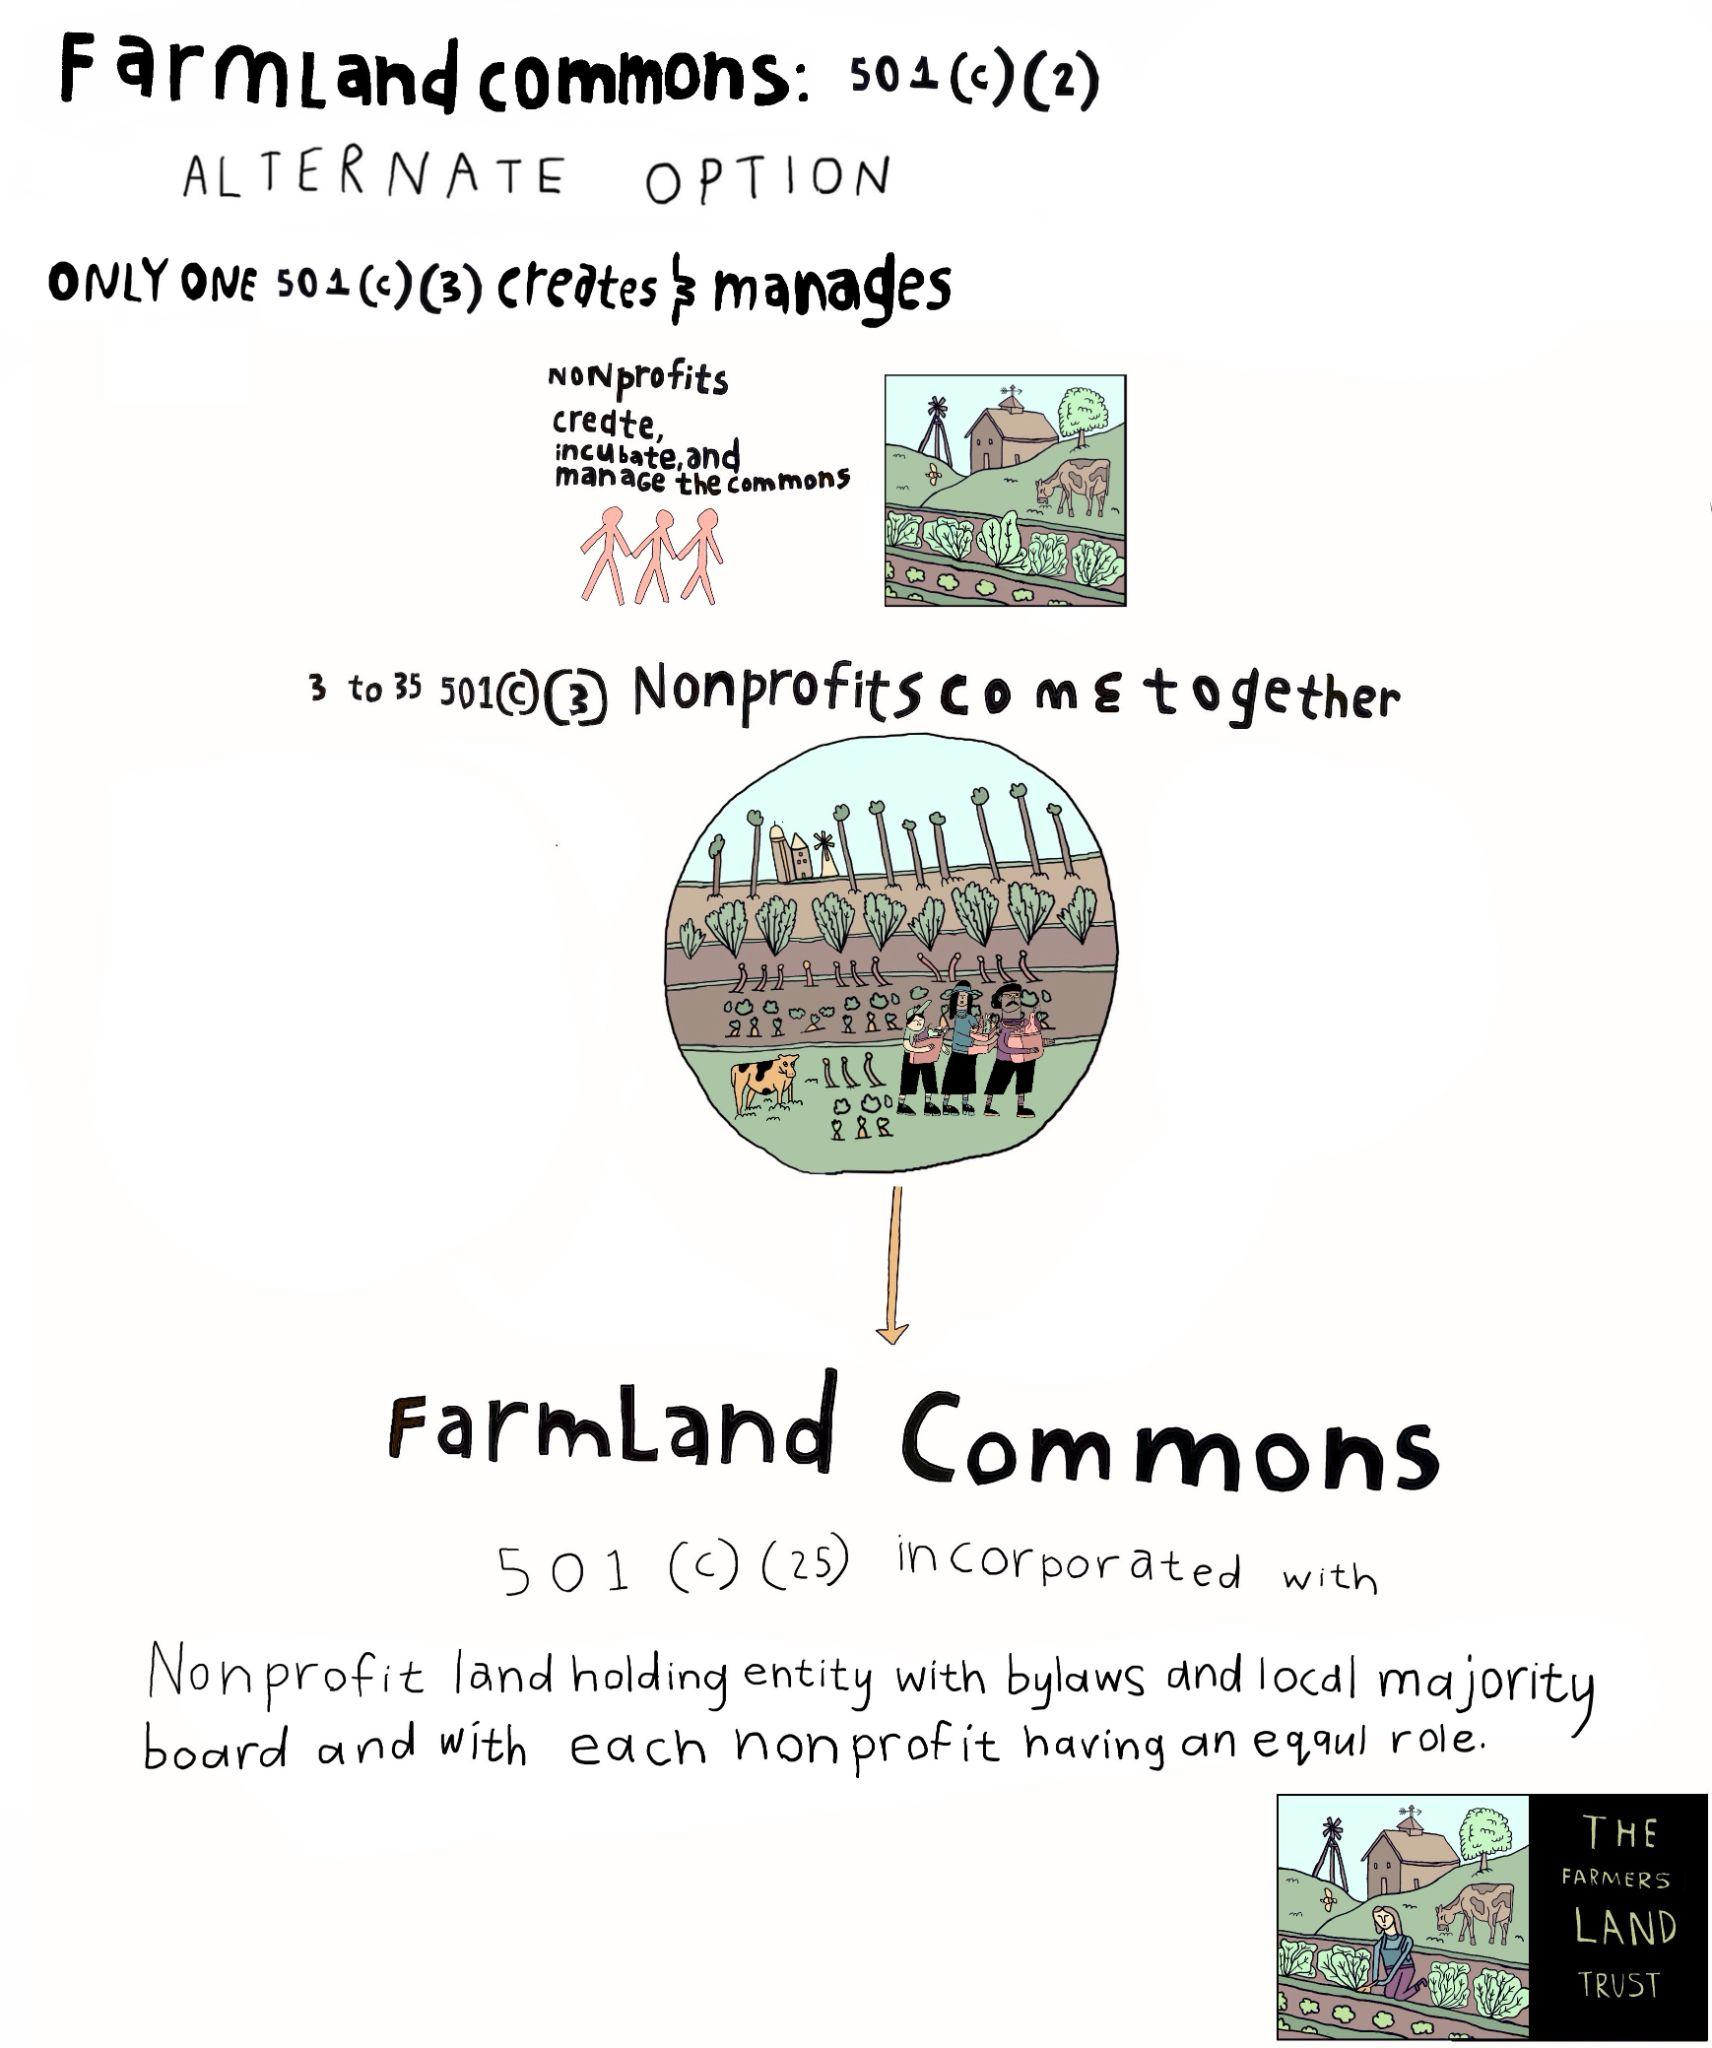 FarmLand commons: 501(c)(2)
ALTERNATE OPTION
ONLY ONE 501(c)(3) creates & manages
NONprofits
create,
incubate, and
manage the commons
3 to 35 501(c)(3) Nonprofits come together
FarmLand Commons
501 (c) (25) incorporated with
Nonprofit land holding entity with bylaws and local majority
board and with each nonprofit having an eqaul role.
THE
FARMERS
LAND
TRUST